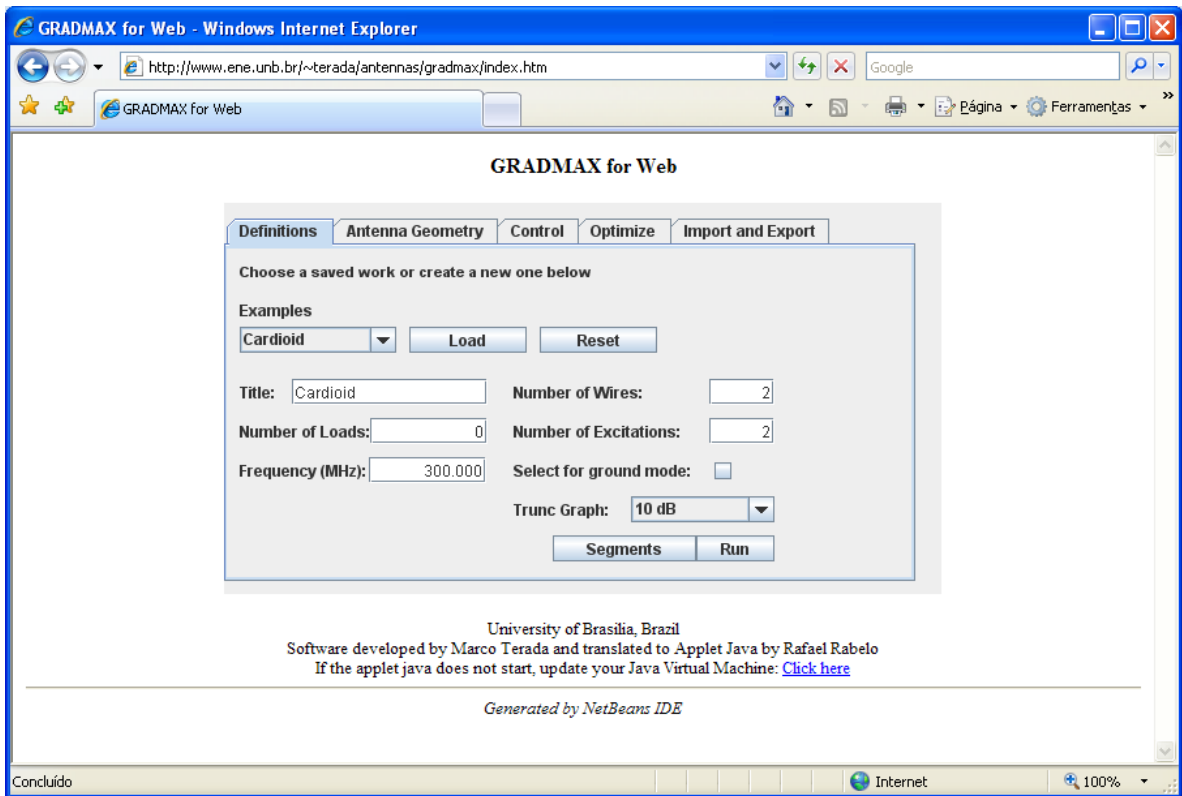 GRADMAX for Web - Windows Internet Explorer
http://www.ene.unb.br/~terada/antennas/gradmax/index.htm
Google
GRADMAX for Web
Página
Ferramentas
»
GRADMAX for Web
Definitions Antenna Geometry Control Optimize Import and Export
Choose a saved work or create a new one below
Examples
Cardioid Load Reset
Title: Cardioid Number of Wires: 2
Number of Loads: 0 Number of Excitations: 2
Frequency (MHz): 300.000 Select for ground mode:
Trunc Graph: 10 dB
Segments Run
University of Brasilia, Brazil
Software developed by Marco Terada and translated to Applet Java by Rafael Rabelo
If the applet java does not start, update your Java Virtual Machine: Click here
Generated by NetBeans IDE
Concluído Internet 100%